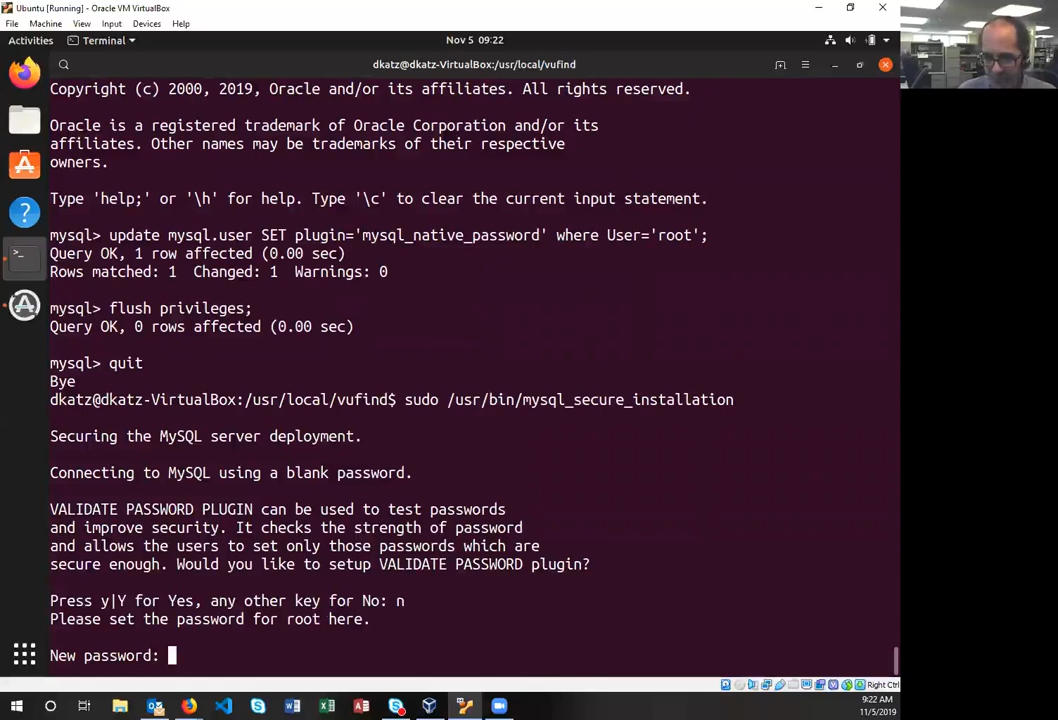 Ubuntu [Running] - Oracle VM VirtualBox
File Machine View Input Devices Help
Activities Terminal Nov 5 09:22
dkatz@dkatz-VirtualBox:/usr/local/vufind
Copyright (c) 2000, 2019, Oracle and/or its affiliates. All rights reserved.
Oracle is a registered trademark of Oracle Corporation and/or its
affiliates. Other names may be trademarks of their respective
owners.
Type 'help;' or '\h' for help. Type '\c' to clear the current input statement.
mysql> update mysql.user SET plugin='mysql_native_password' where User='root';
Query OK, 1 row affected (0.00 sec)
Rows matched: 1  Changed: 1  Warnings: 0
mysql> flush privileges;
Query OK, 0 rows affected (0.00 sec)
mysql> quit
Bye
dkatz@dkatz-VirtualBox:/usr/local/vufind$ sudo /usr/bin/mysql_secure_installation
Securing the MySQL server deployment.
Connecting to MySQL using a blank password.
VALIDATE PASSWORD PLUGIN can be used to test passwords
and improve security. It checks the strength of password
and allows the users to set only those passwords which are
secure enough. Would you like to setup VALIDATE PASSWORD plugin?
Press y|Y for Yes, any other key for No: n
Please set the password for root here.
New password:
Right Ctrl
9:22 AM
11/5/2019